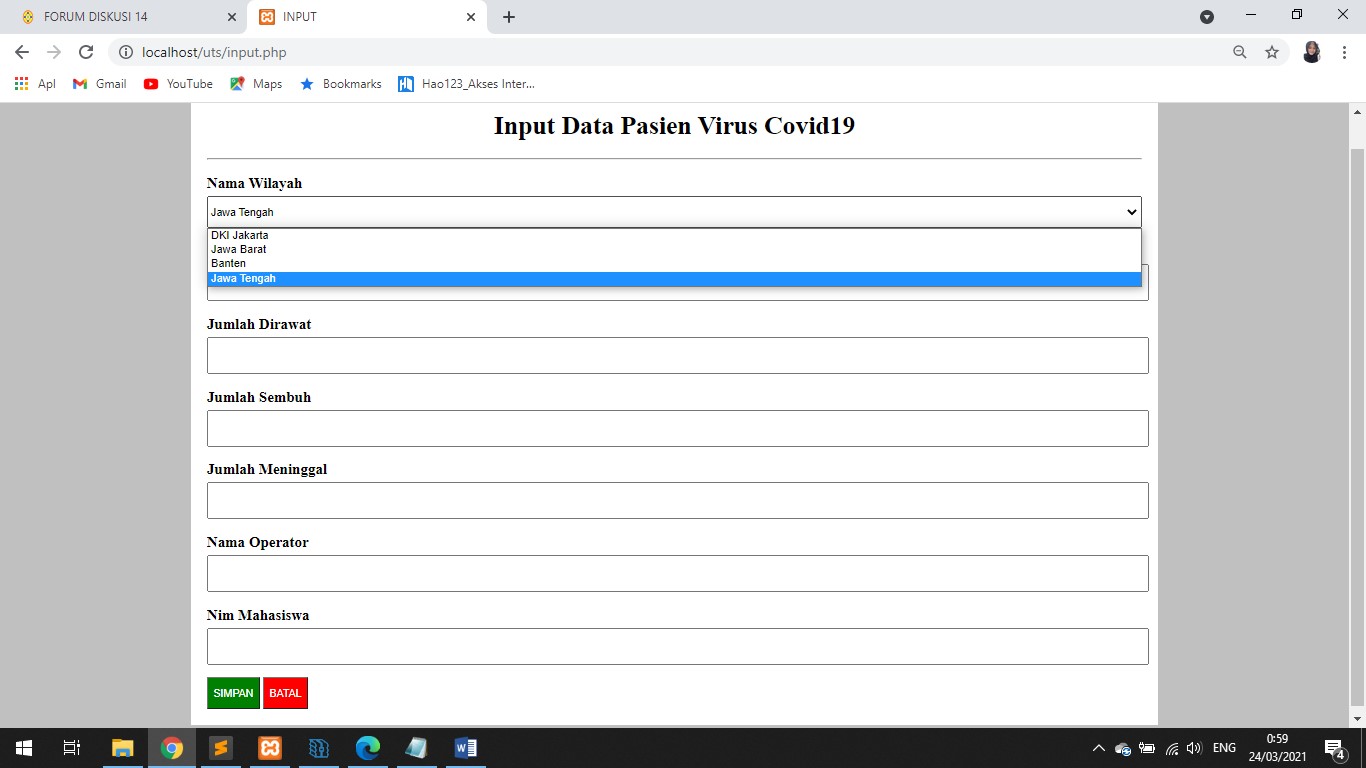 FORUM DISKUSI 14
INPUT
localhost/uts/input.php
Apl
Gmail
YouTube
Maps
Bookmarks
Hao123_Akses Inter...
Input Data Pasien Virus Covid19
Nama Wilayah
Jawa Tengah
DKI Jakarta
Jawa Barat
Banten
Jawa Tengah
Jumlah Dirawat
Jumlah Sembuh
Jumlah Meninggal
Nama Operator
Nim Mahasiswa
SIMPAN BATAL
ENG
0:59
24/03/2021
4